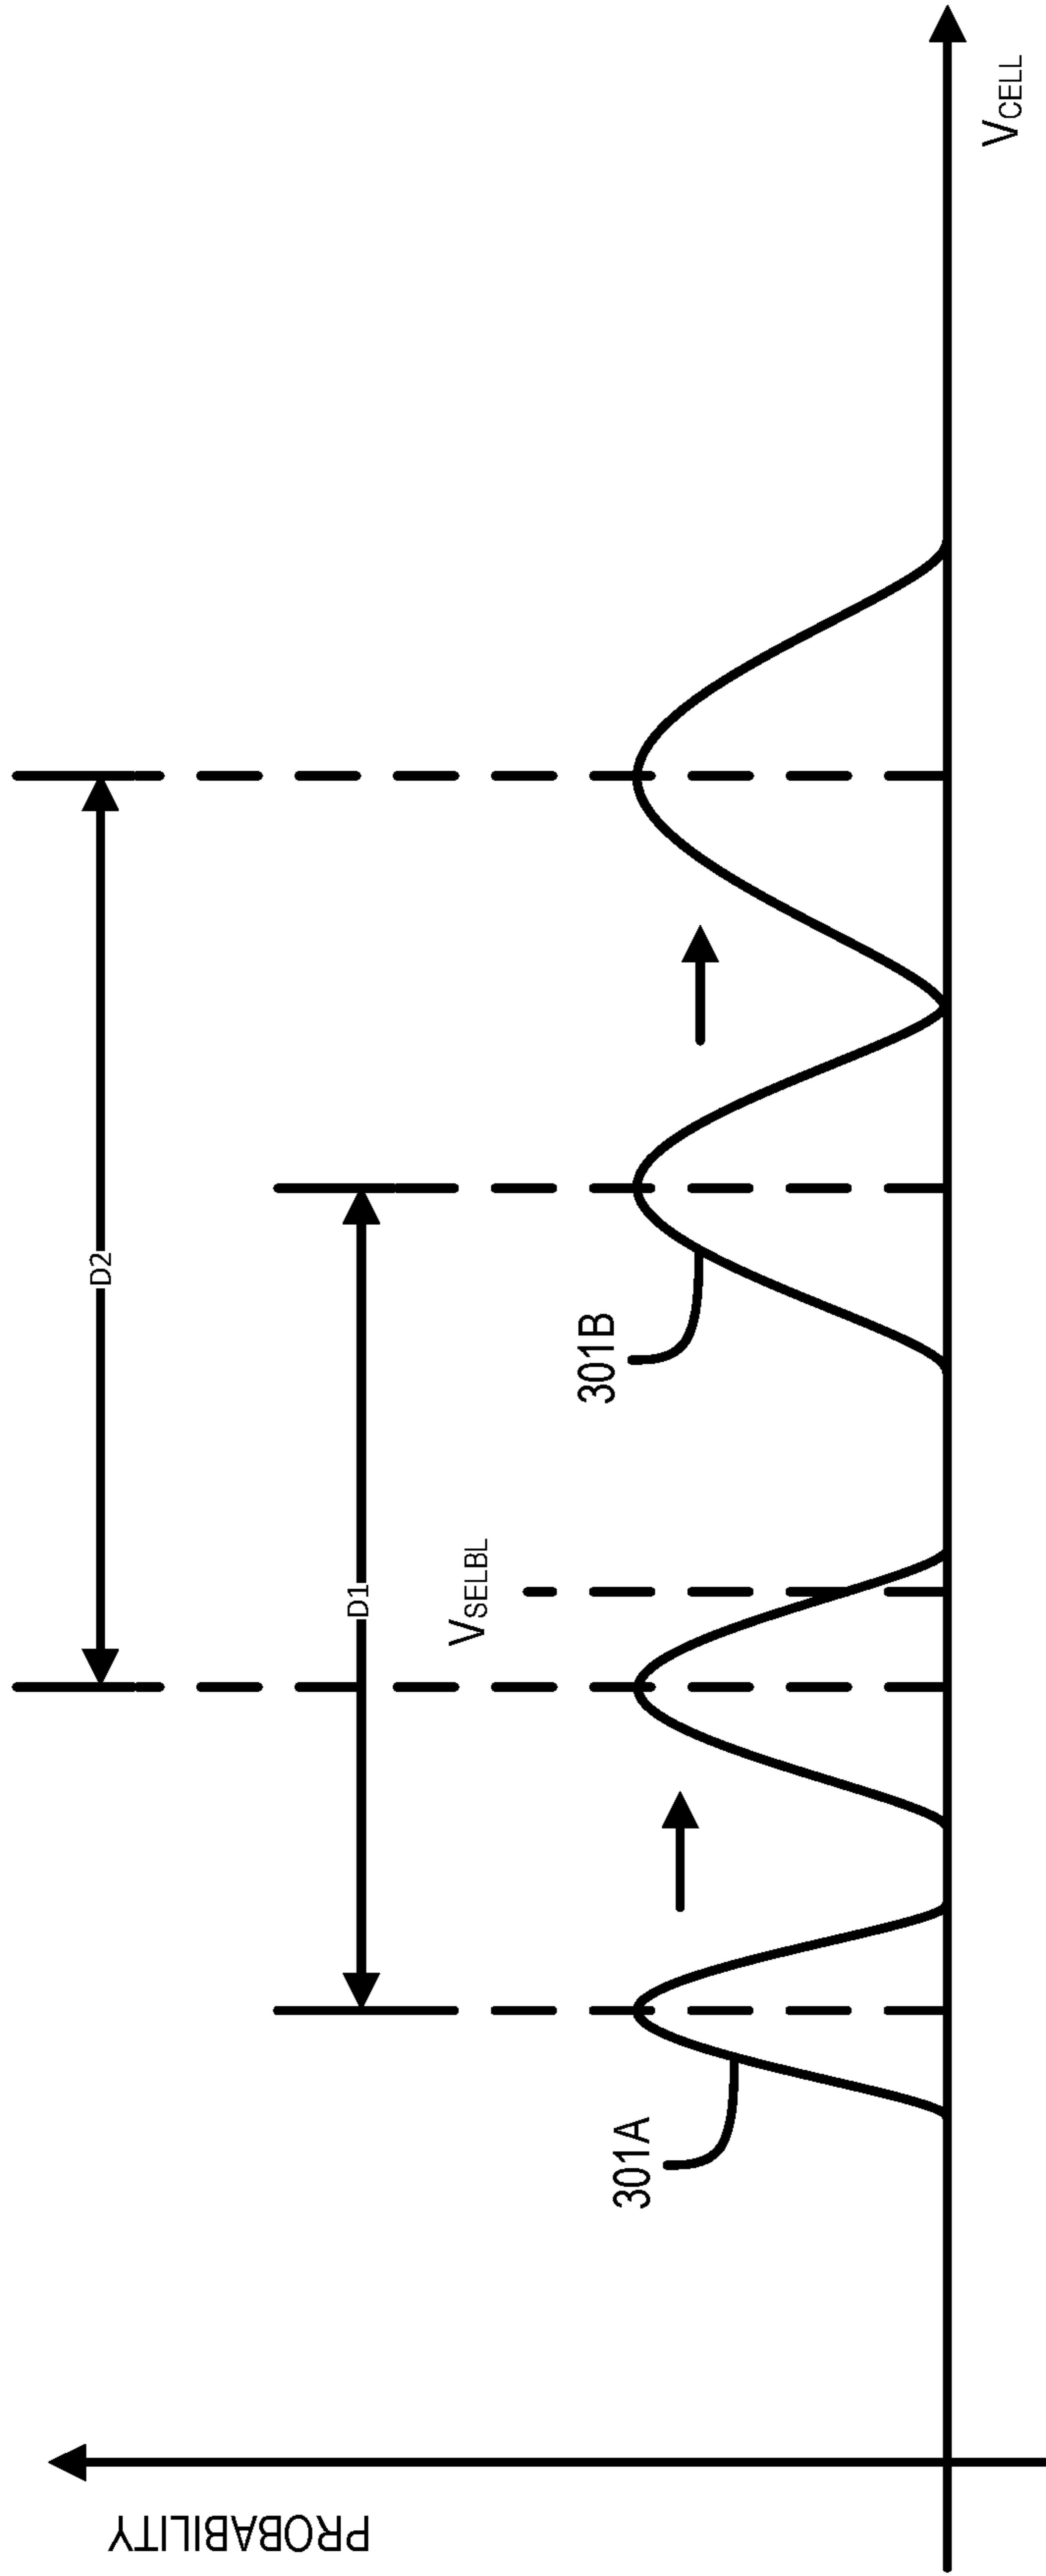 PROBABILITY
D2
D1
VSELBL
301A
301B
VCELL